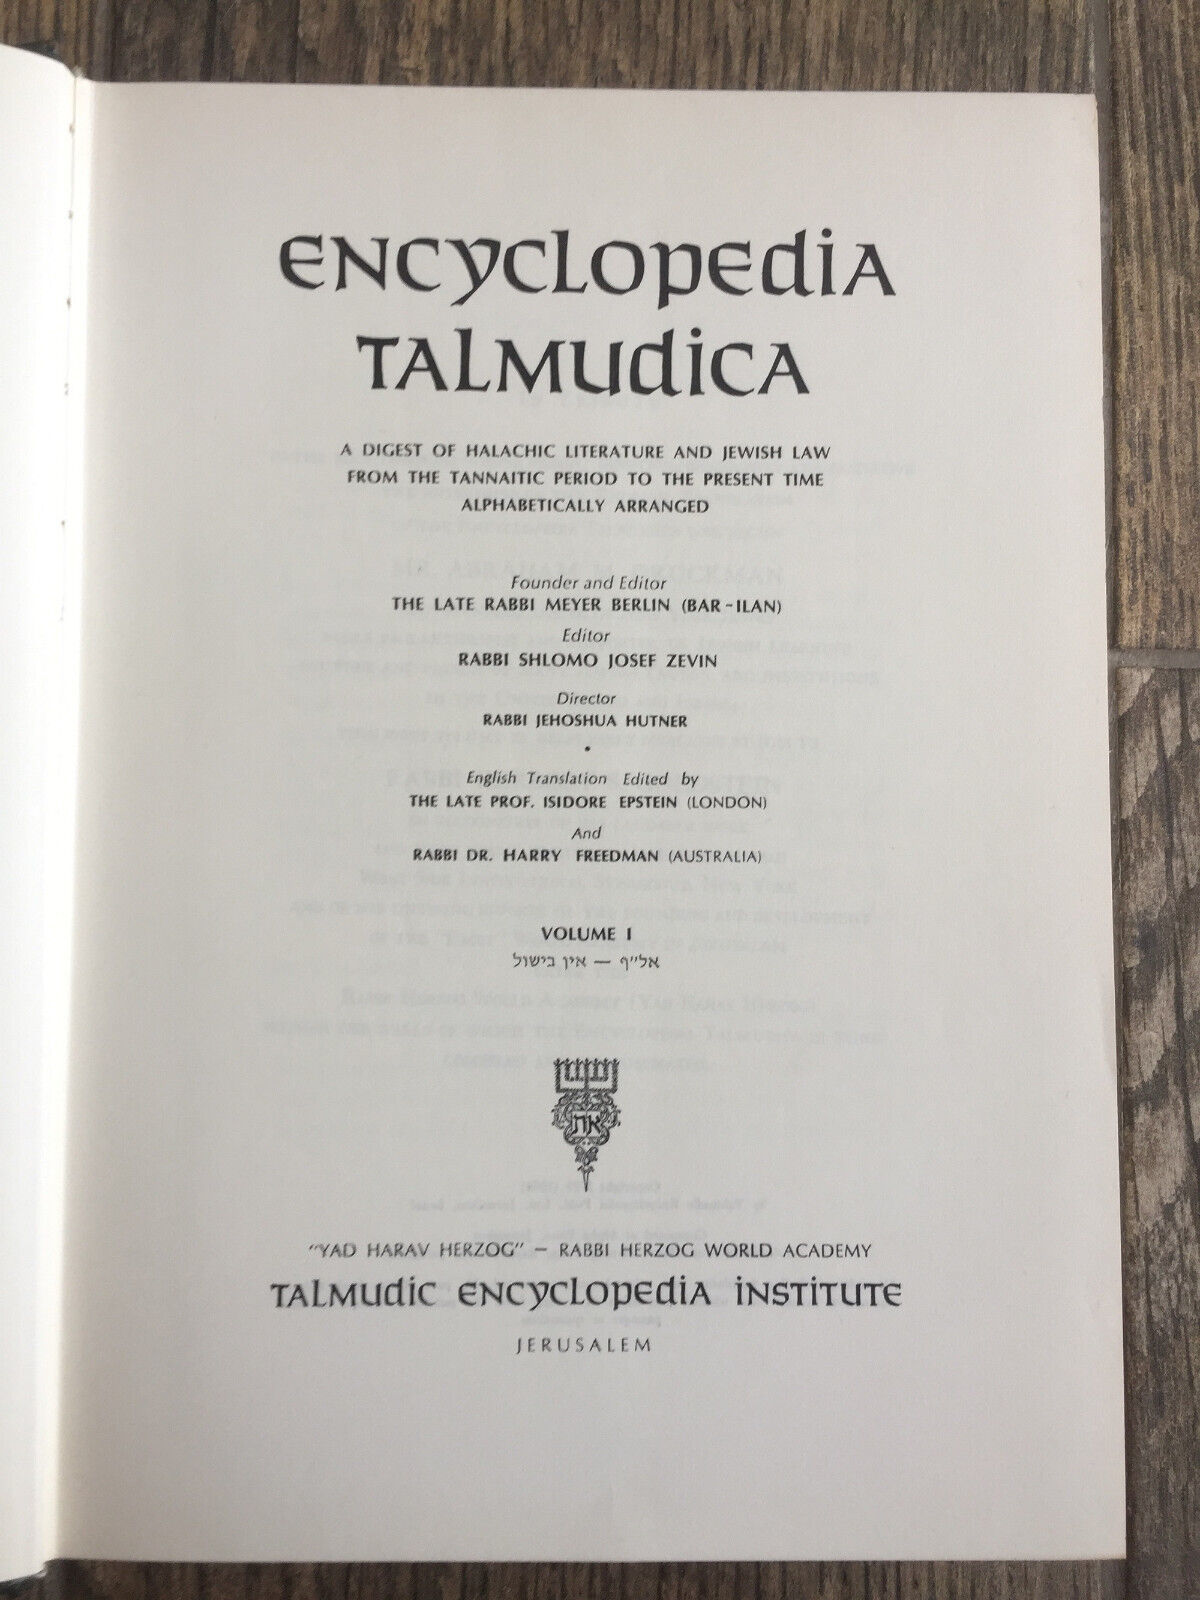 ENCYCLOPEDIA
TALMUDICA
A DIGEST OF HALACHIC LITERATURE AND JEWISH LAW
FROM THE TANNAITIC PERIOD TO THE PRESENT TIME
ALPHABETICALLY ARRANGED
Founder and Editor
THE LATE RABBI MEYER BERLIN (BAR-ILAN)
Editor
RABBI SHLOMO JOSEF ZEVIN
Director
RABBI JEHOSHUA HUTNER
•
English Translation Edited by
THE LATE PROF. ISIDORE EPSTEIN (LONDON)
And
RABBI DR. HARRY FREEDMAN (AUSTRALIA)
VOLUME I
אל״ף — אין בישול
את
"YAD HARAV HERZOG" — RABBI HERZOG WORLD ACADEMY
TALMUDIC ENCYCLOPEDIA INSTITUTE
JERUSALEM